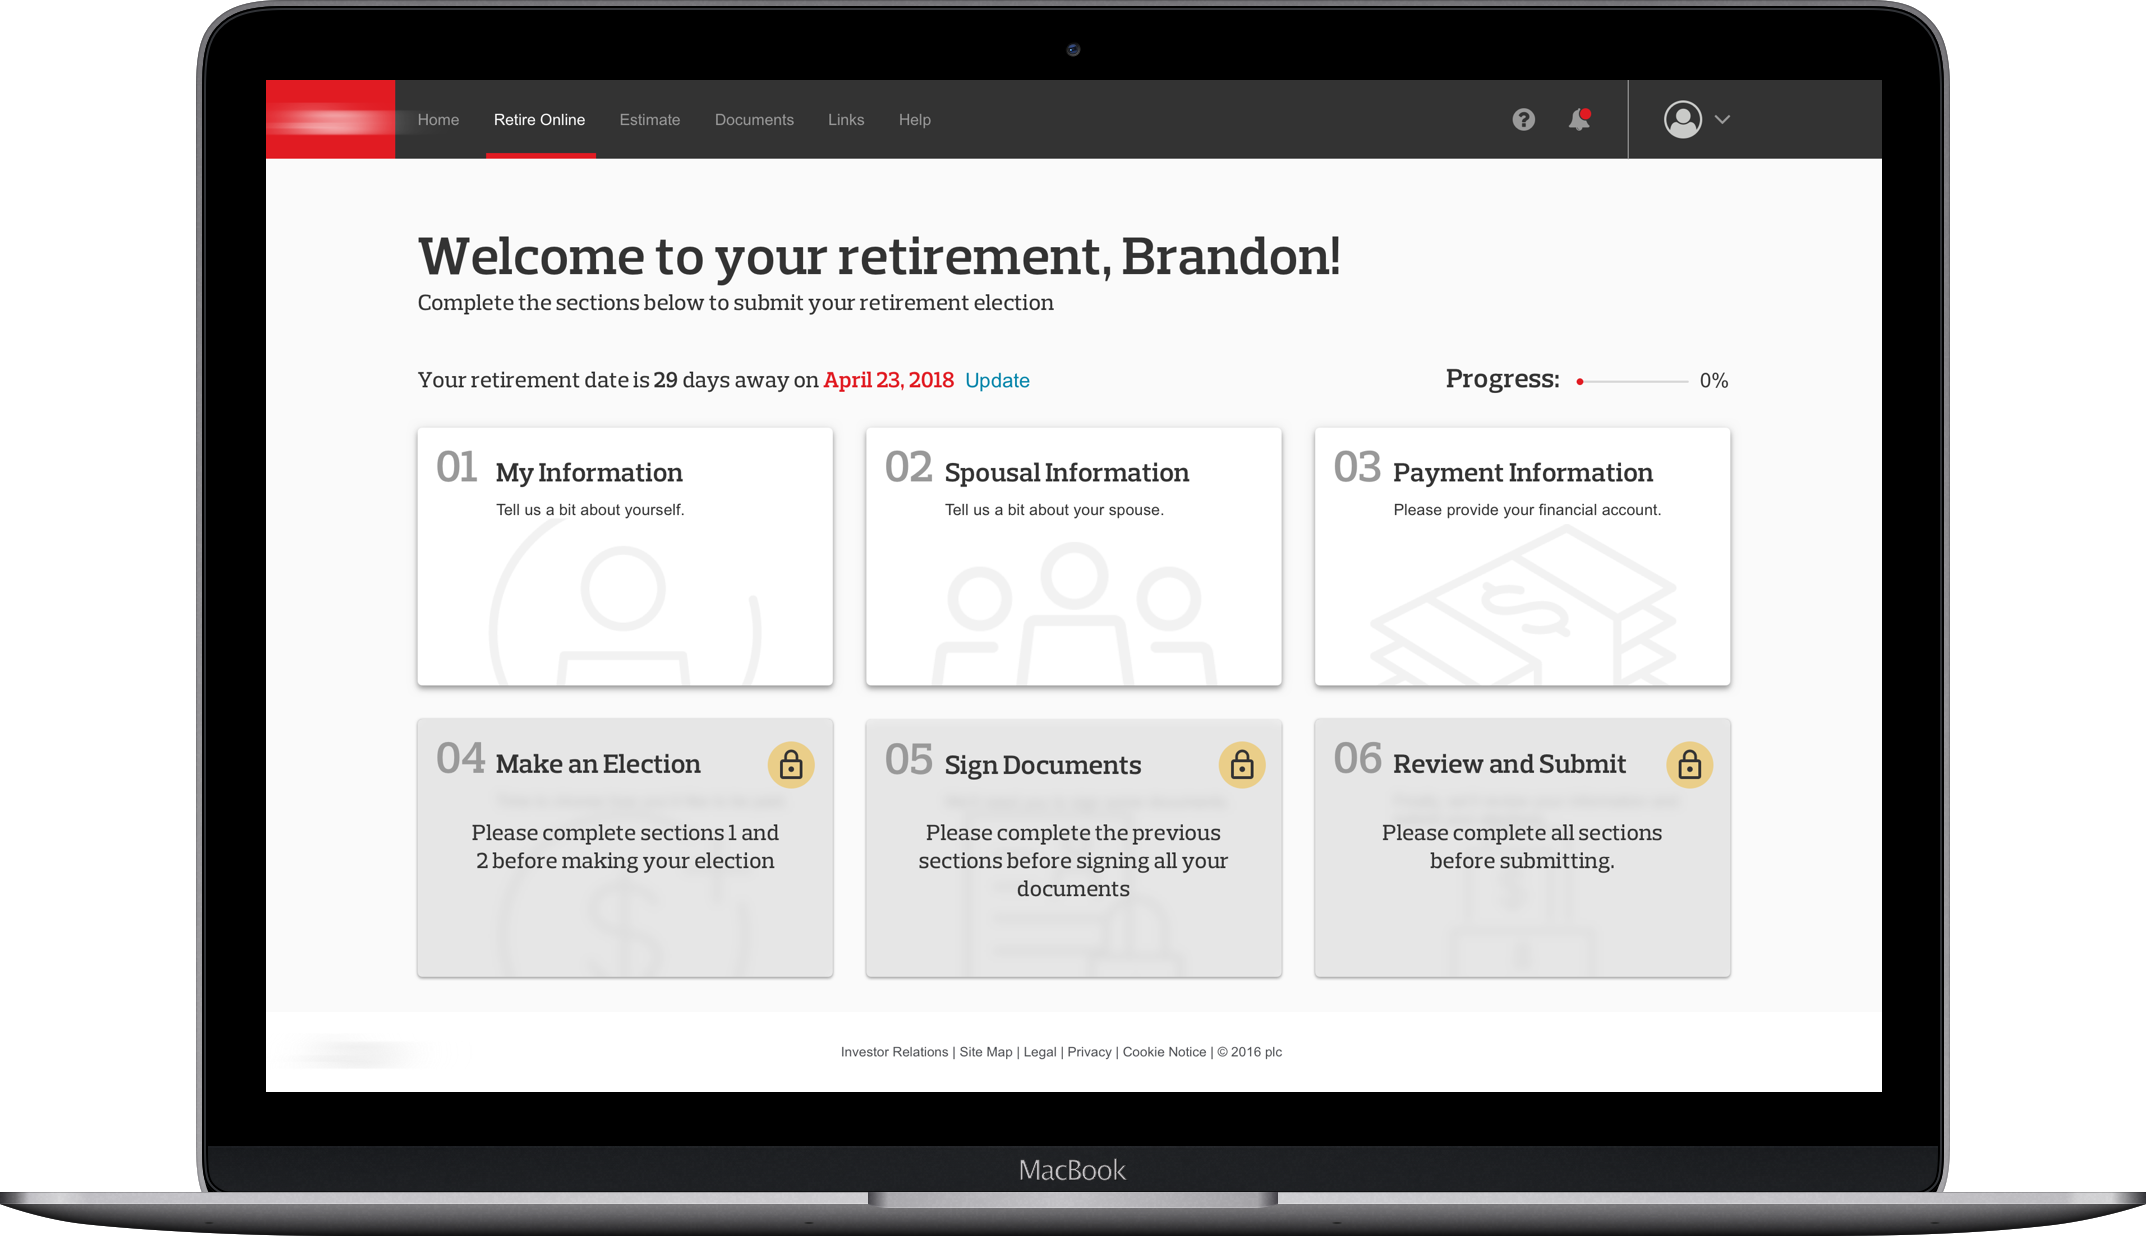 Home Retire Online Estimate Documents Links Help
Welcome to your retirement, Brandon!
Complete the sections below to submit your retirement election
Your retirement date is 29 days away on April 23, 2018 Update
Progress: 0%
01 My Information
Tell us a bit about yourself.
02 Spousal Information
Tell us a bit about your spouse.
03 Payment Information
Please provide your financial account.
04 Make an Election
Please complete sections 1 and
2 before making your election
05 Sign Documents
Please complete the previous
sections before signing all your
documents
06 Review and Submit
Please complete all sections
before submitting.
Investor Relations | Site Map | Legal | Privacy | Cookie Notice | © 2016 plc
MacBook